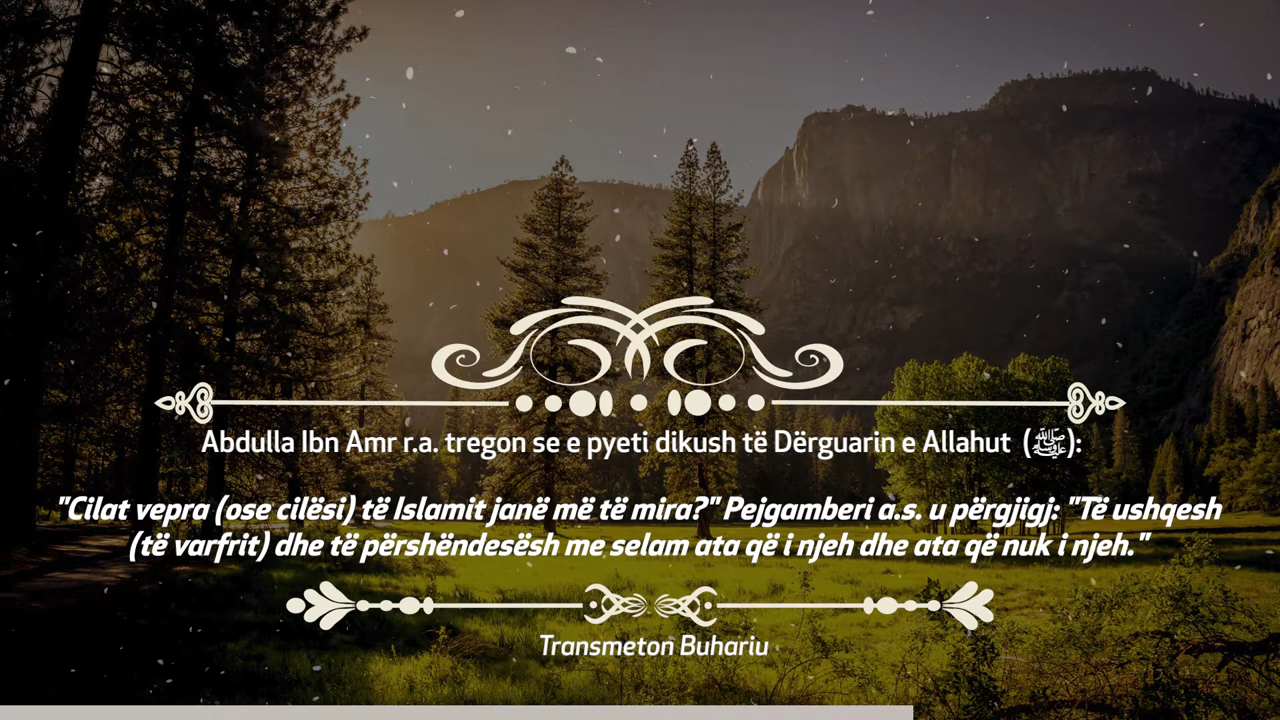 Abdulla Ibn Amr r.a. tregon se e pyeti dikush të Dërguarin e Allahut (ﷺ):
"Cilat vepra (ose cilësi) të Islamit janë më të mira?" Pejgamberi a.s. u përgjigj: "Të ushqesh
(të varfrit) dhe të përshëndesësh me selam ata që i njeh dhe ata që nuk i njeh."
Transmeton Buhariu